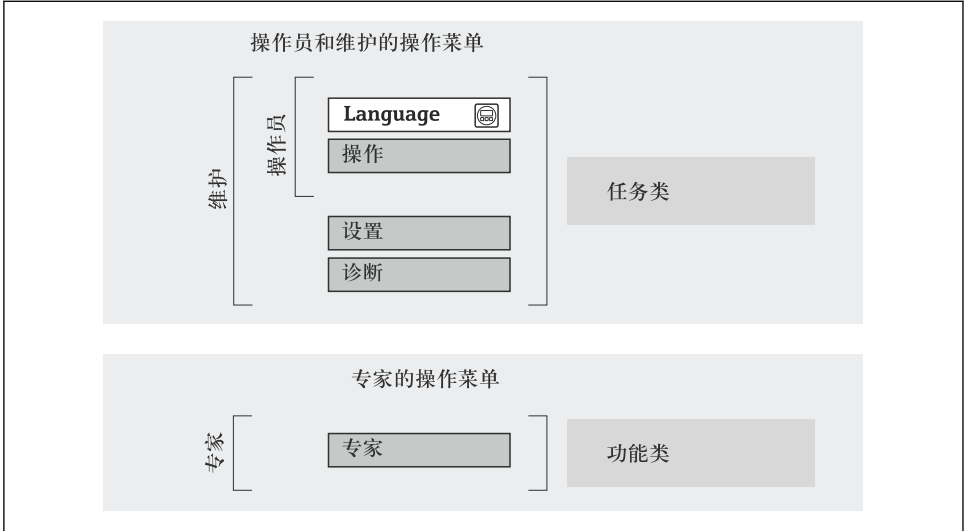 操作员和维护的操作菜单
维护
操作员
Language
操作
设置
诊断
任务类
专家的操作菜单
专家
专家
功能类